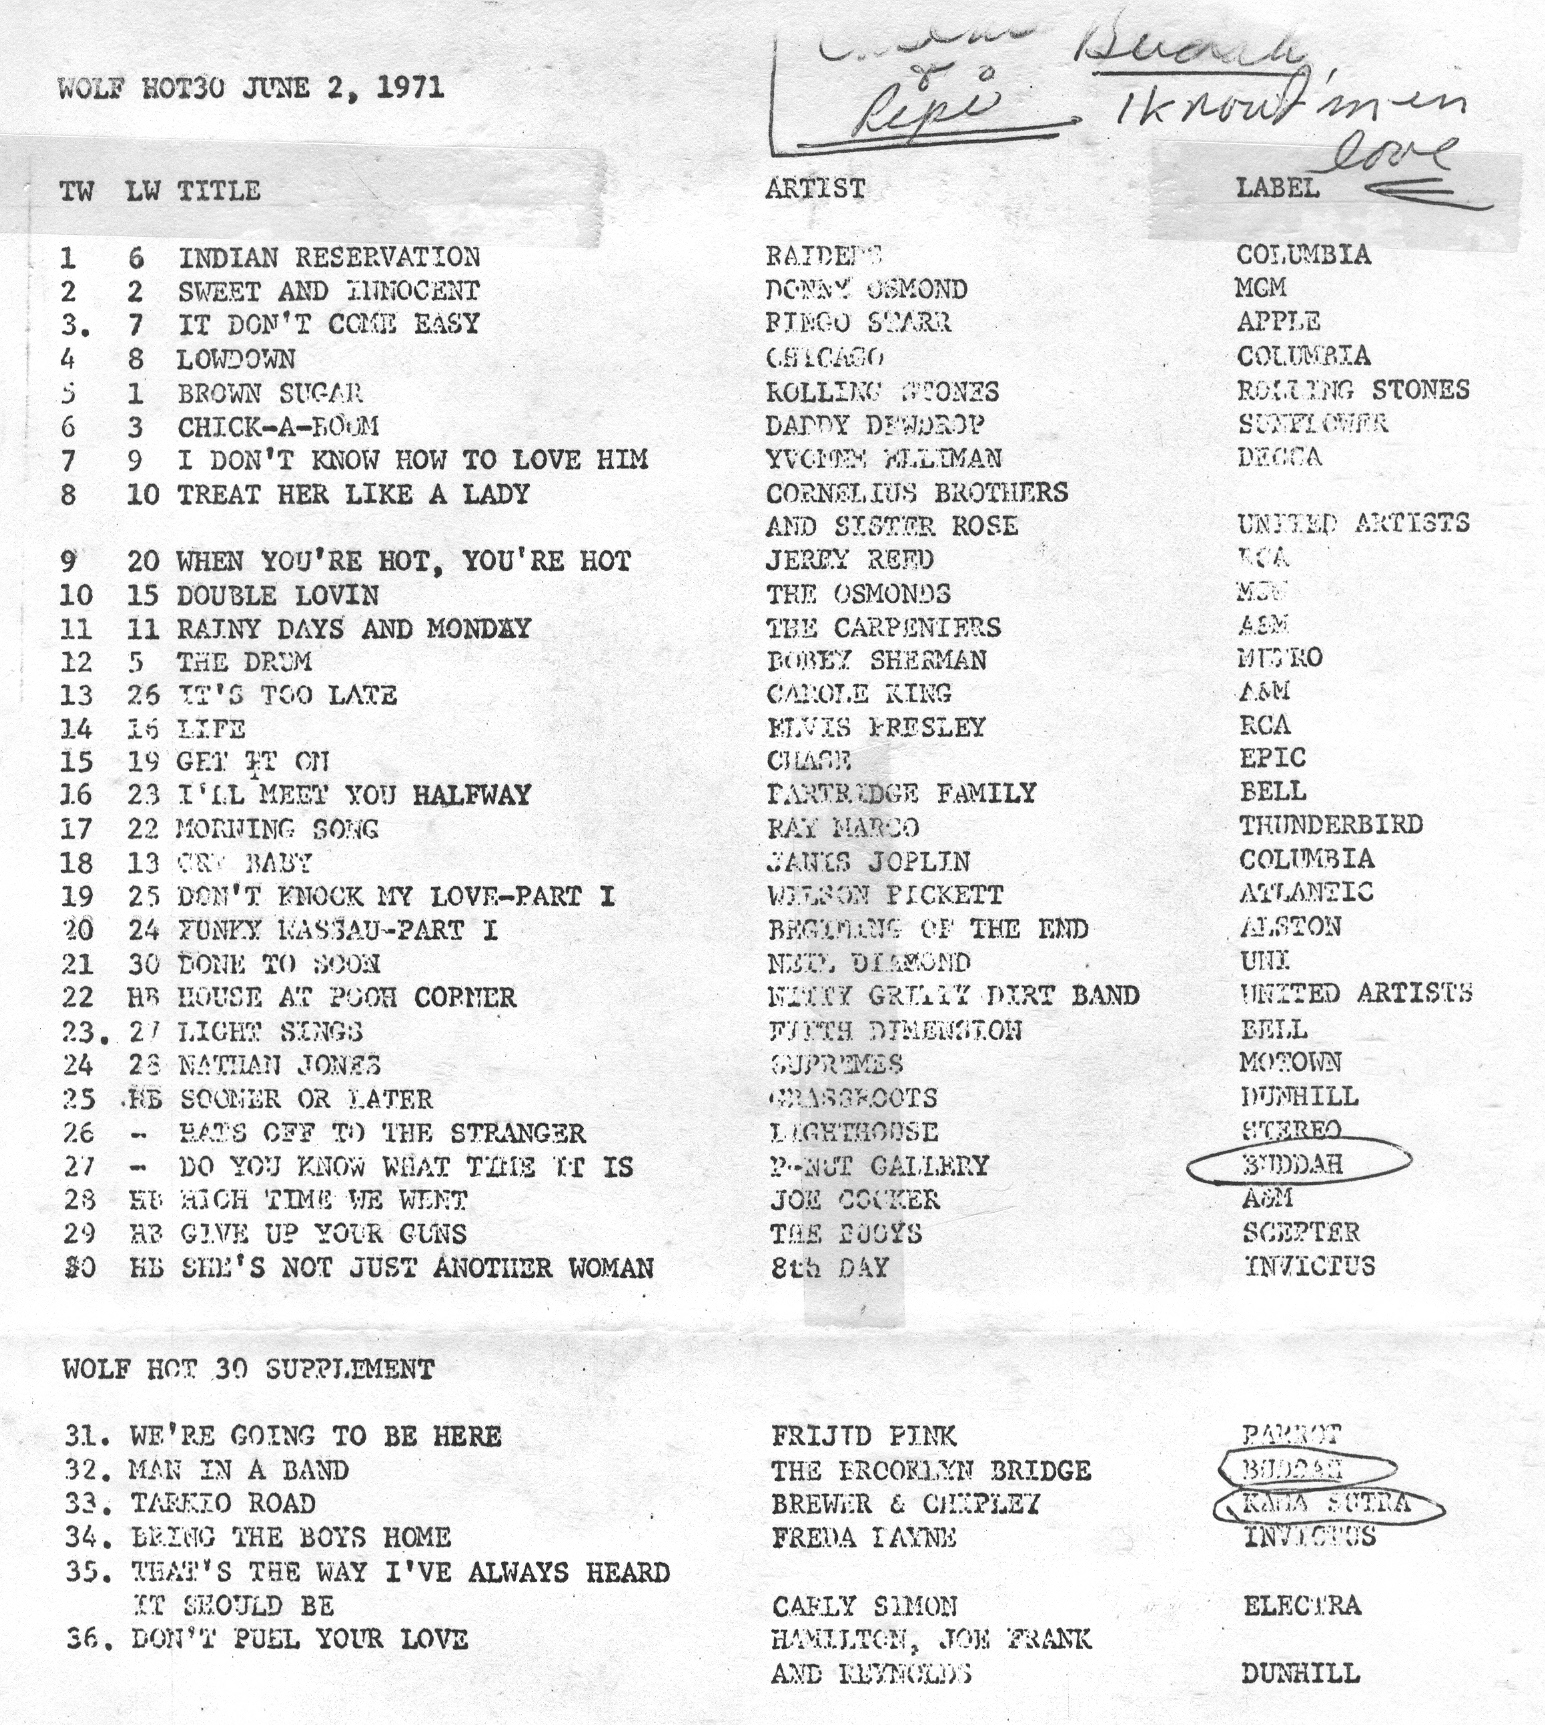 Buddah,
&
Pepi I know I'm in
love
WOLF HOT30 JUNE 2, 1971
TW LW TITLE ARTIST LABEL
1 6 INDIAN RESERVATION RAIDERS COLUMBIA
2 2 SWEET AND INNOCENT DONNY OSMOND MGM
3. 7 IT DON'T COME EASY RINGO STARR APPLE
4 8 LOWDOWN CHICAGO COLUMBIA
5 1 BROWN SUGAR ROLLING STONES ROLLING STONES
6 3 CHICK-A-BOOM DADDY DEWDROP SUNFLOWER
7 9 I DON'T KNOW HOW TO LOVE HIM YVONNE ELLIMAN DECCA
8 10 TREAT HER LIKE A LADY CORNELIUS BROTHERS
AND SISTER ROSE UNITED ARTISTS
9 20 WHEN YOU'RE HOT, YOU'RE HOT JERRY REED RCA
10 15 DOUBLE LOVIN THE OSMONDS MGM
11 11 RAINY DAYS AND MONDAY THE CARPENTERS A&M
12 5 THE DRUM BOBBY SHERMAN METRO
13 26 IT'S TOO LATE CAROLE KING A&M
14 16 LIFE ELVIS PRESLEY RCA
15 19 GET IT ON CHASE EPIC
16 23 I'LL MEET YOU HALFWAY PARTRIDGE FAMILY BELL
17 22 MORNING SONG RAY MARCO THUNDERBIRD
18 13 CRY BABY JANIS JOPLIN COLUMBIA
19 25 DON'T KNOCK MY LOVE-PART I WILSON PICKETT ATLANTIC
20 24 FUNKY NASSAU-PART I BEGINING OF THE END ALSTON
21 30 DONE TO SOON NEIL DIAMOND UNI
22 HB HOUSE AT POOH CORNER NITTY GRITTY DIRT BAND UNITED ARTISTS
23. 27 LIGHT SINGS FIFTH DIMENSION BELL
24 28 NATHAN JONES SUPREMES MOTOWN
25 HB SOONER OR LATER GRASSROOTS DUNHILL
26 - HATS OFF TO THE STRANGER LIGHTHOUSE STEREO
27 - DO YOU KNOW WHAT TIME IT IS P-NUT GALLERY BUDDAH
28 HB HIGH TIME WE WENT JOE COCKER A&M
29 HB GIVE UP YOUR GUNS THE BUOYS SCEPTER
30 HB SHE'S NOT JUST ANOTHER WOMAN 8th DAY INVICTUS
WOLF HOT 30 SUPPLEMENT
31. WE'RE GOING TO BE HERE FRIJID PINK PARROT
32. MAN IN A BAND THE BROOKLYN BRIDGE BUDDAH
33. TARKIO ROAD BREWER & CHIPLEY KAMA SUTRA
34. BRING THE BOYS HOME FREDA PAYNE INVICTUS
35. THAT'S THE WAY I'VE ALWAYS HEARD
IT SHOULD BE CARLY SIMON ELECTRA
36. DON'T PUEL YOUR LOVE HAMILTON, JOE FRANK
AND REYNOLDS DUNHILL